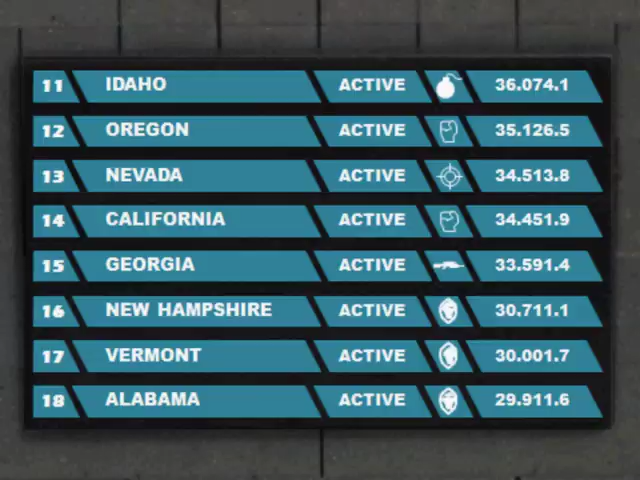 11 IDAHO ACTIVE 36.074.1
12 OREGON ACTIVE 35.126.5
13 NEVADA ACTIVE 34.513.8
14 CALIFORNIA ACTIVE 34.451.9
15 GEORGIA ACTIVE 33.591.4
16 NEW HAMPSHIRE ACTIVE 30.711.1
17 VERMONT ACTIVE 30.001.7
18 ALABAMA ACTIVE 29.911.6